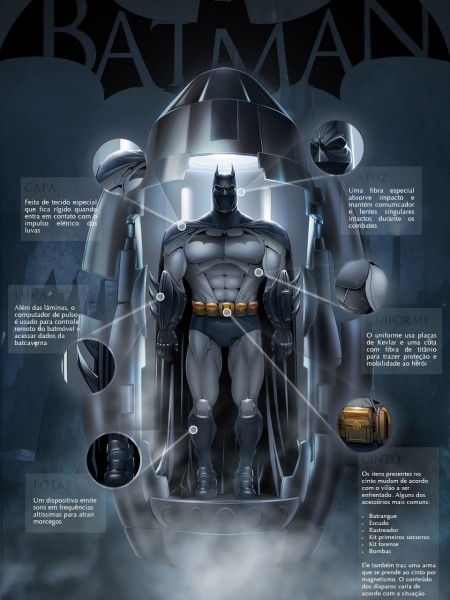 BATMAN
CAPA
Feita de tecido especial
que fica rígido quando
entra em contato com o
impulso elétrico das
luvas
CAPUZ
Uma fibra especial
absorve impacto e
mantém comunicador
e lentes singulares
intactos durante os
combates
Além das lâminas, o
computador de pulso
é usado para controle
remoto do batmóvel e
acessar dados da
batcaverna
UNIFORME
O uniforme usa placas
de Kevlar e uma cota
com fibra de titânio
para trazer proteção e
mobilidade ao herói
BOTAS
Um dispositivo emite
sons em frequências
altíssimas para atrair
morcegos
CINTO
Os itens presentes no
cinto mudam de acordo
com o vilão a ser
enfrentado. Alguns dos
acessórios mais comuns:
• Batrangue
• Escudo
• Rastreador
• Kit primeiros socorros
• Kit forense
• Bombas
Ele também traz uma arma
que se prende ao cinto por
magnetismo. O conteúdo
dos disparos varia de
acordo com a situação